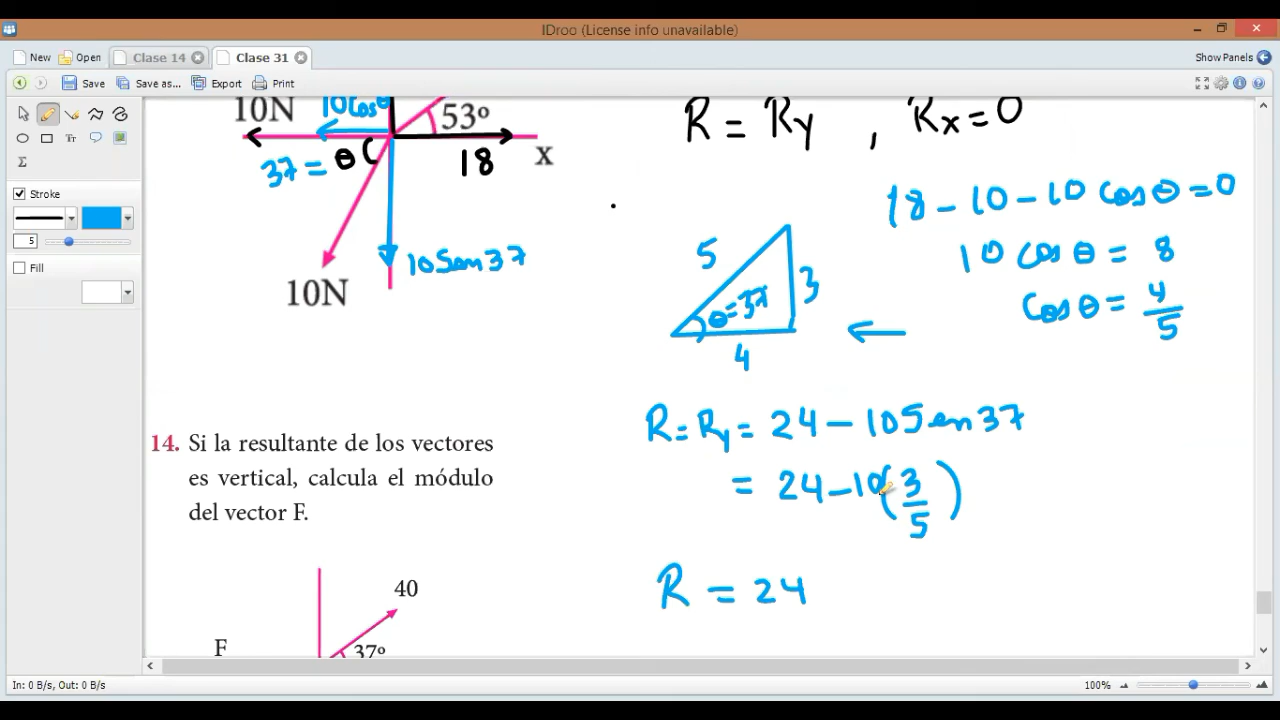 IDroo (License info unavailable)
New Open Clase 14 Clase 31 Show Panels
Save Save as... Export Print
Stroke
5
Fill
10N 10Cosθ 53º
37 = θ 18 x
10Sen37
10N
R = Ry , Rx=0
18 - 10 - 10 cosθ = 0
10 cosθ = 8
cosθ = 4/5
5 3
θ=37
4
R = Ry = 24 - 10Sen37
= 24 - 10(3/5)
R = 24
14. Si la resultante de los vectores
es vertical, calcula el módulo
del vector F.
40
F 37º
In: 0 B/s, Out: 0 B/s 100%